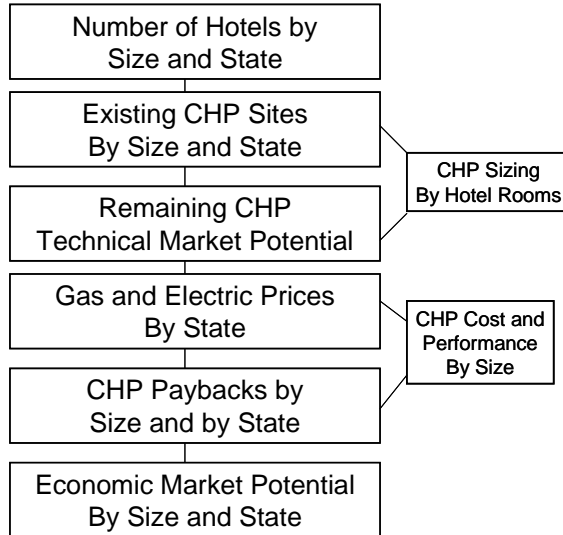 Number of Hotels by
Size and State
Existing CHP Sites
By Size and State
CHP Sizing
By Hotel Rooms
Remaining CHP
Technical Market Potential
Gas and Electric Prices
By State
CHP Cost and
Performance
By Size
CHP Paybacks by
Size and by State
Economic Market Potential
By Size and State